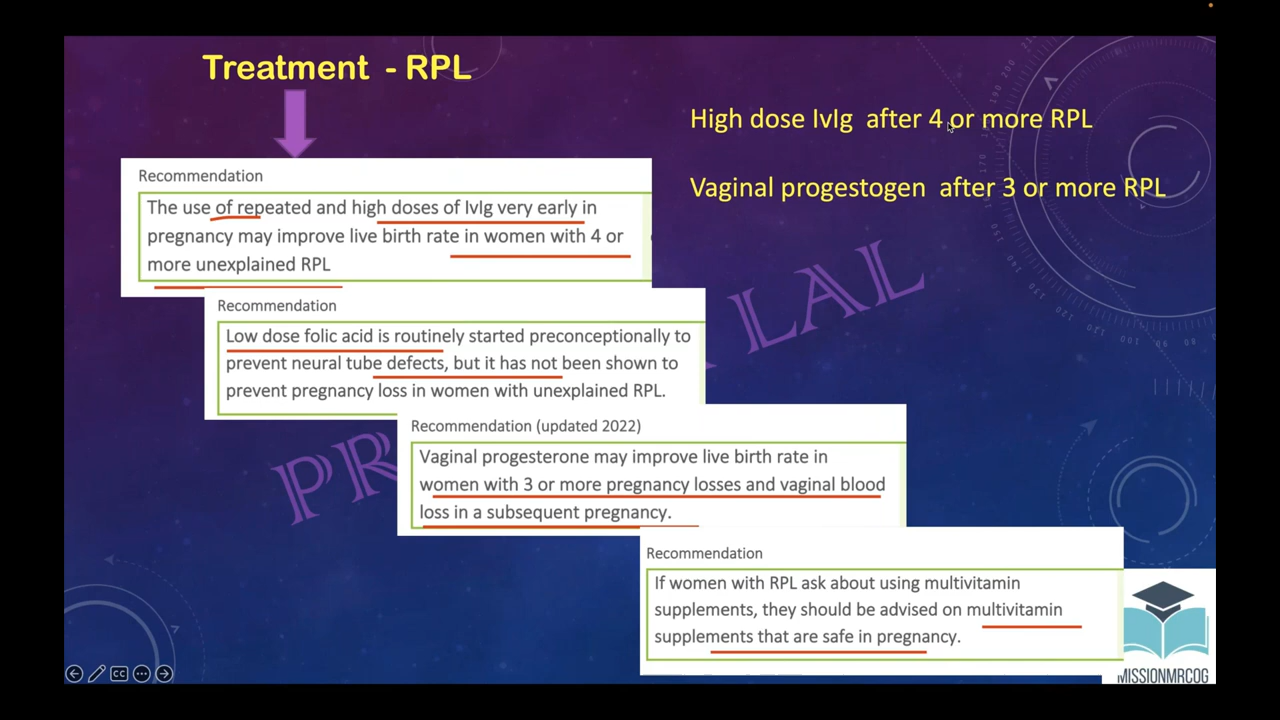 Treatment - RPL
High dose IvIg after 4 or more RPL
Vaginal progestogen after 3 or more RPL
Recommendation
The use of repeated and high doses of IvIg very early in
pregnancy may improve live birth rate in women with 4 or
more unexplained RPL
Recommendation
Low dose folic acid is routinely started preconceptionally to
prevent neural tube defects, but it has not been shown to
prevent pregnancy loss in women with unexplained RPL.
Recommendation (updated 2022)
Vaginal progesterone may improve live birth rate in
women with 3 or more pregnancy losses and vaginal blood
loss in a subsequent pregnancy.
Recommendation
If women with RPL ask about using multivitamin
supplements, they should be advised on multivitamin
supplements that are safe in pregnancy.
LAL
MISSIONMRCOG
CC